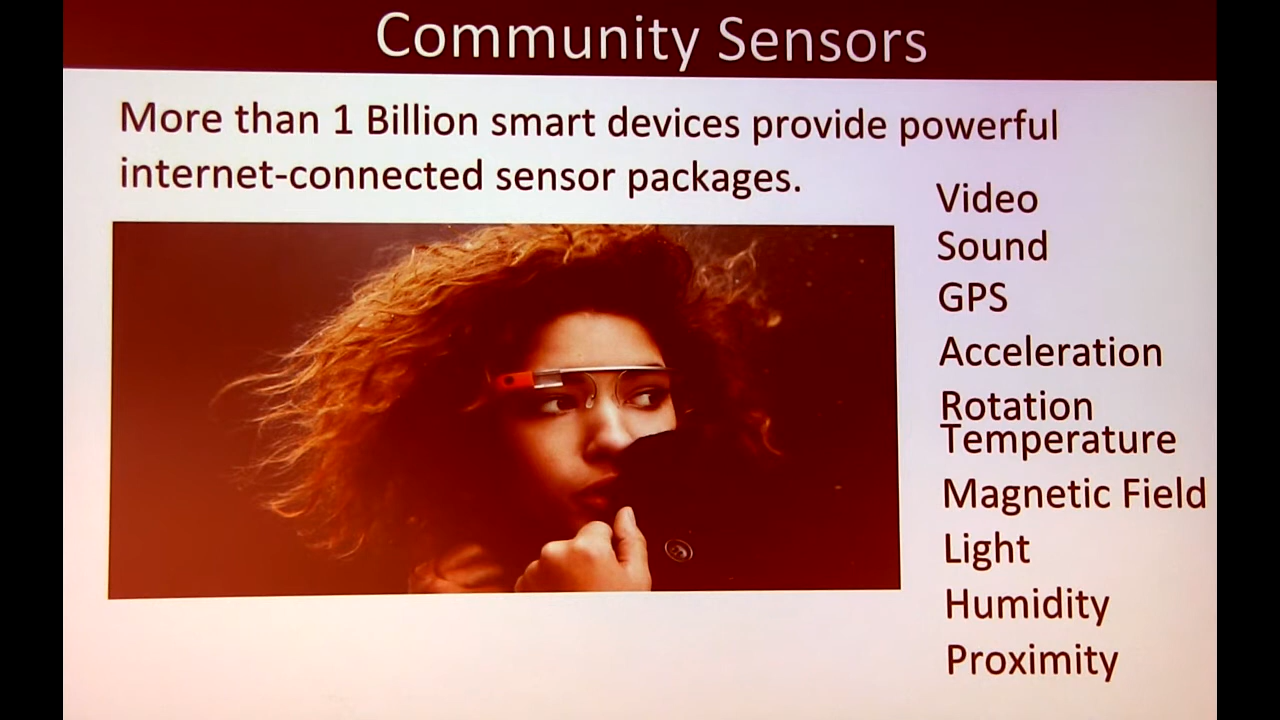 Community Sensors
More than 1 Billion smart devices provide powerful
internet-connected sensor packages.
Video
Sound
GPS
Acceleration
Rotation
Temperature
Magnetic Field
Light
Humidity
Proximity